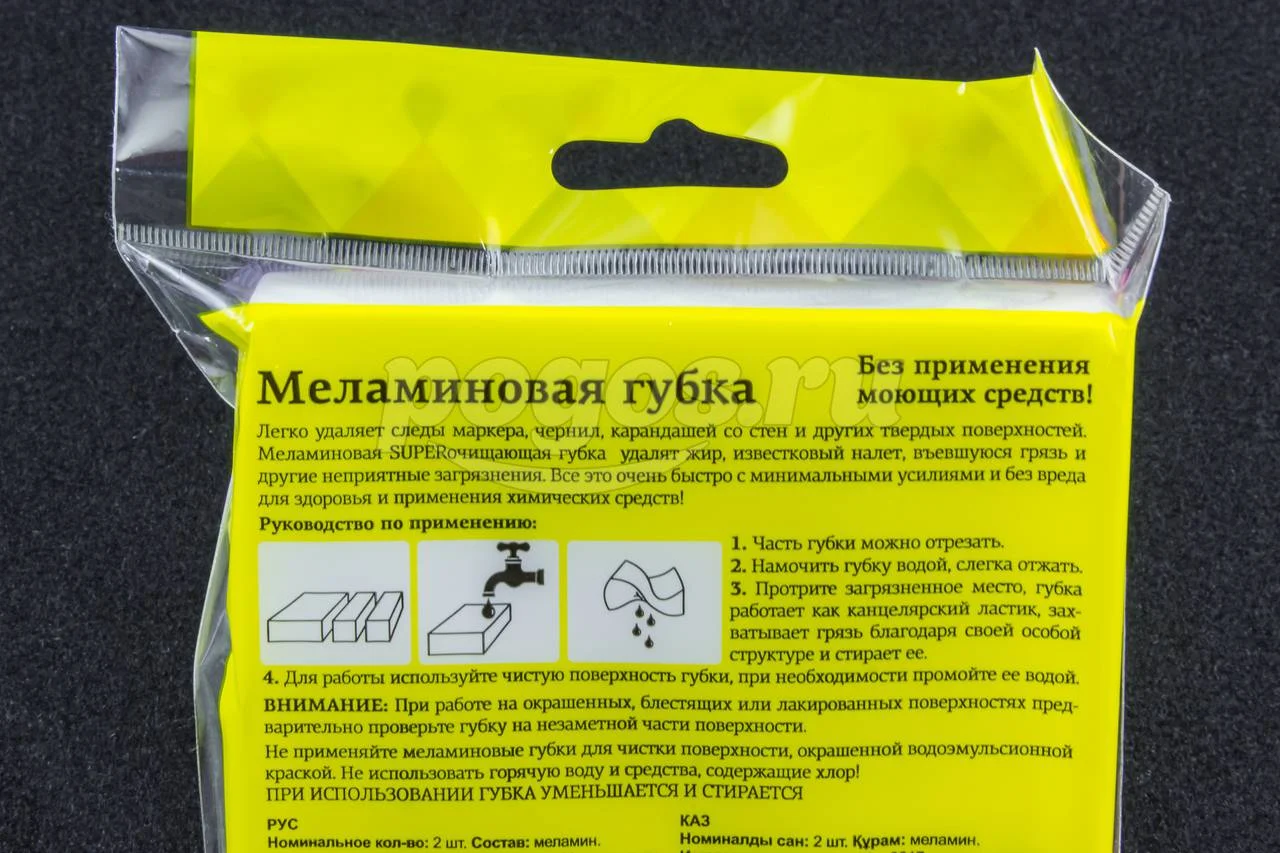 Меламиновая губка
Без применения
моющих средств!
pogos.ru
Легко удаляет следы маркера, чернил, карандашей со стен и других твердых поверхностей.
Меламиновая SUPERочищающая губка удалят жир, известковый налет, въевшуюся грязь и
другие неприятные загрязнения. Все это очень быстро с минимальными усилиями и без вреда
для здоровья и применения химических средств!
Руководство по применению:
1. Часть губки можно отрезать.
2. Намочить губку водой, слегка отжать.
3. Протрите загрязненное место, губка
работает как канцелярский ластик, зах-
ватывает грязь благодаря своей особой
структуре и стирает ее.
4. Для работы используйте чистую поверхность губки, при необходимости промойте ее водой.
ВНИМАНИЕ: При работе на окрашенных, блестящих или лакированных поверхностях пред-
варительно проверьте губку на незаметной части поверхности.
Не применяйте меламиновые губки для чистки поверхности, окрашенной водоэмульсионной
краской. Не использовать горячую воду и средства, содержащие хлор!
ПРИ ИСПОЛЬЗОВАНИИ ГУБКА УМЕНЬШАЕТСЯ И СТИРАЕТСЯ
РУС
Номинальное кол-во: 2 шт. Состав: меламин.
КАЗ
Номиналды сан: 2 шт. Құрам: меламин.